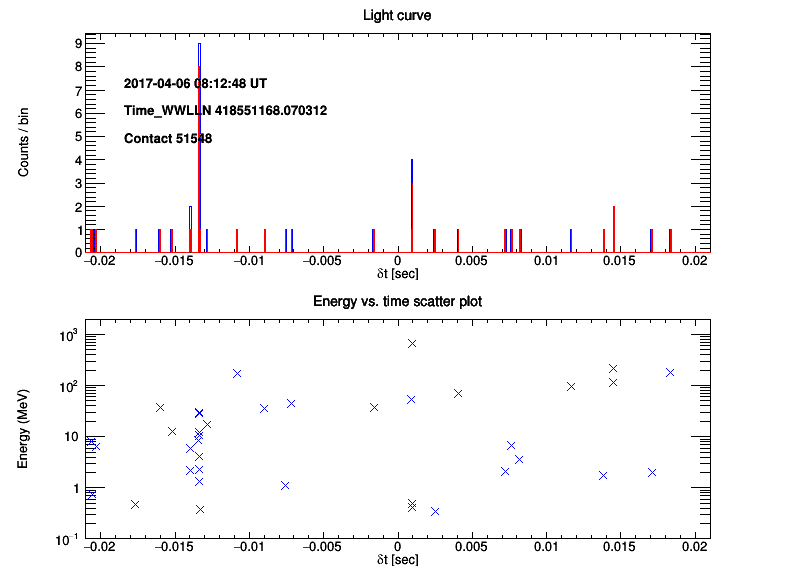 Light curve
Counts / bin
9
8
7
6
5
4
3
2
1
0
2017-04-06 08:12:48 UT
Time_WWLLN 418551168.070312
Contact 51548
−0.02 −0.015 −0.01 −0.005 0 0.005 0.01 0.015 0.02
δt [sec]
Energy vs. time scatter plot
Energy (MeV)
10³
10²
10
1
10⁻¹
−0.02 −0.015 −0.01 −0.005 0 0.005 0.01 0.015 0.02
δt [sec]